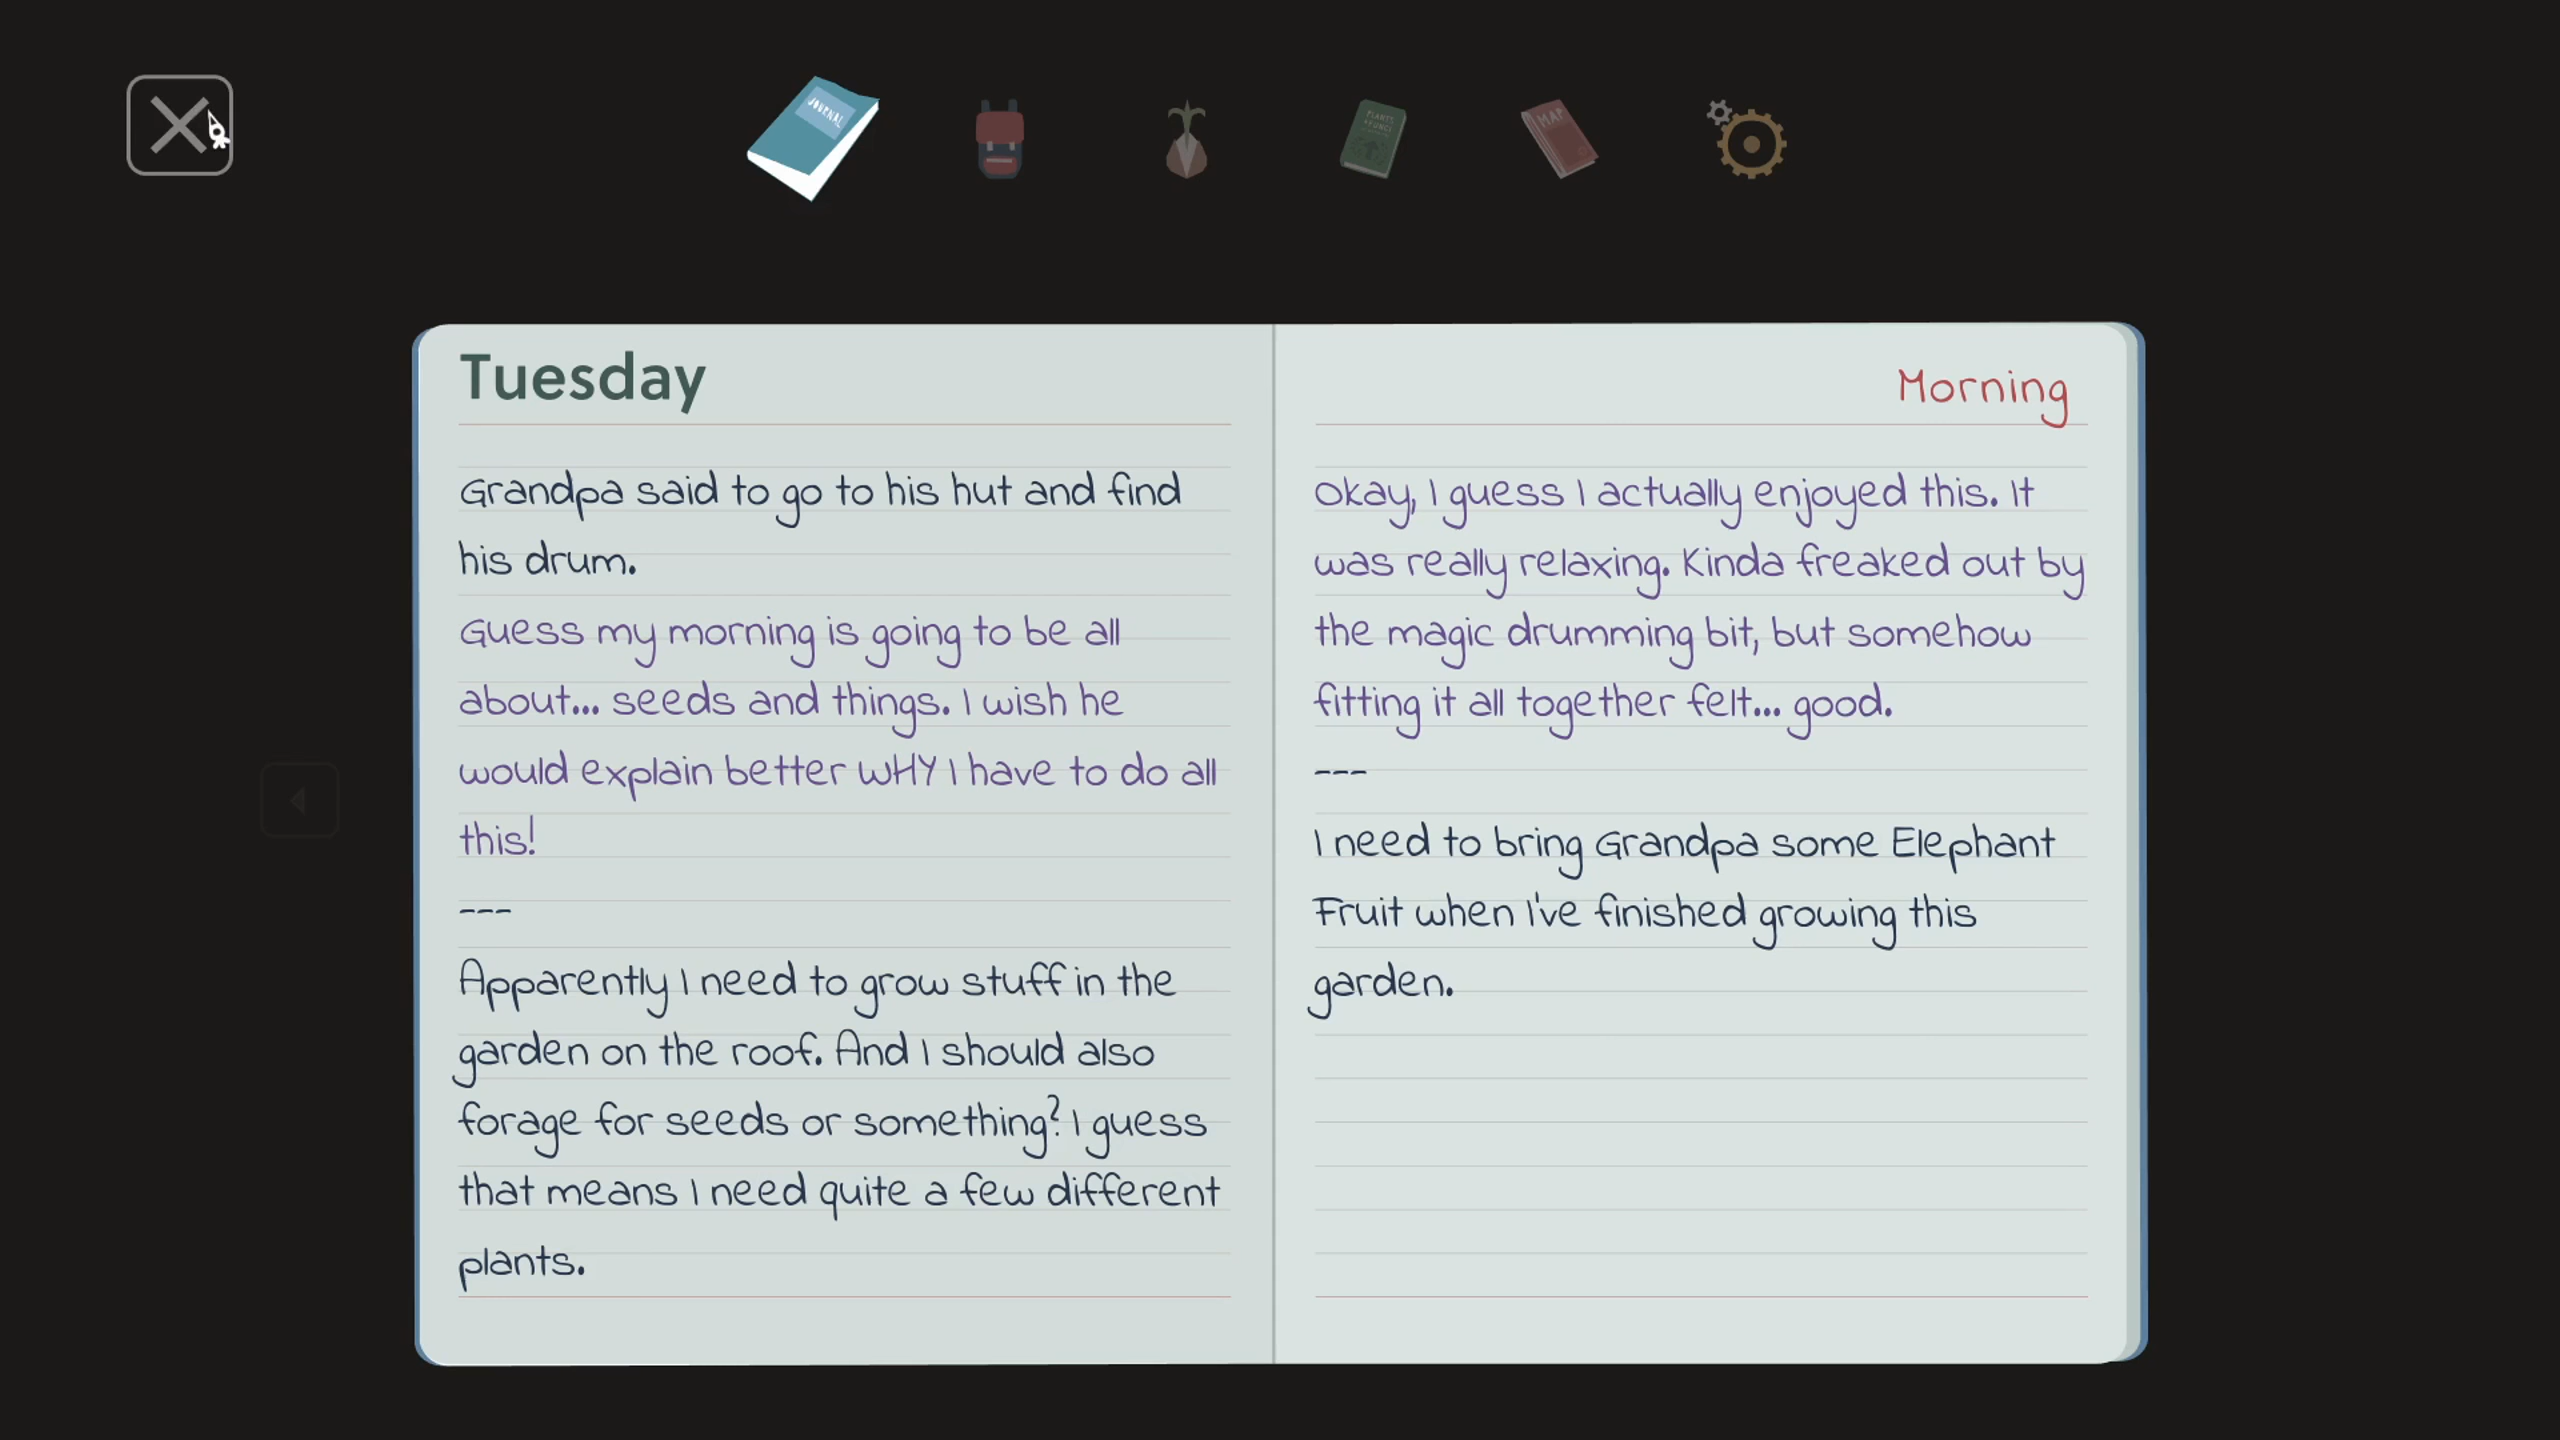 JOURNAL
PLANTS
+FUNGI
MAP
Tuesday
Grandpa said to go to his hut and find
his drum.
Guess my morning is going to be all
about... seeds and things. I wish he
would explain better WHY I have to do all
this!
---
Apparently I need to grow stuff in the
garden on the roof. And I should also
forage for seeds or something? I guess
that means I need quite a few different
plants.
Morning
Okay, I guess I actually enjoyed this. It
was really relaxing. Kinda freaked out by
the magic drumming bit, but somehow
fitting it all together felt... good.
---
I need to bring Grandpa some Elephant
Fruit when I've finished growing this
garden.